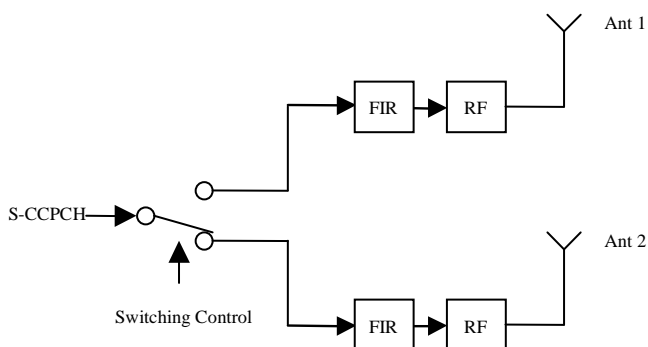 Ant 1
FIR
RF
S-CCPCH
Ant 2
Switching Control
FIR
RF